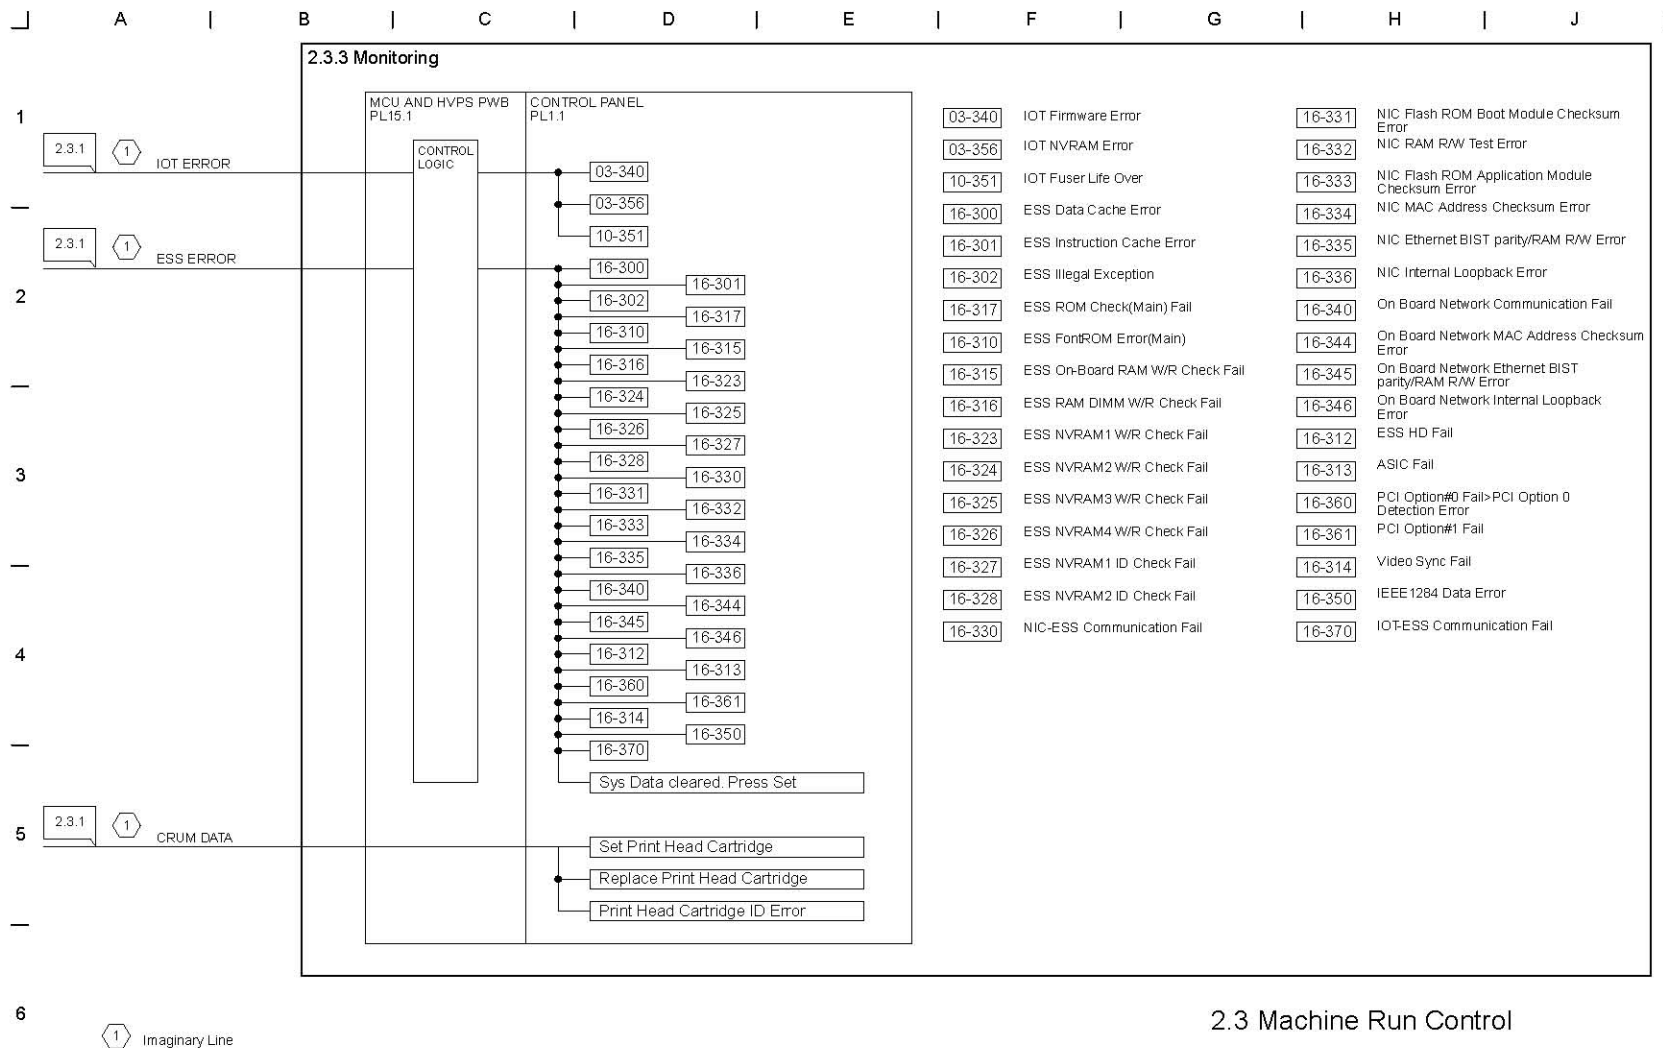 A B C D E F G H J
2.3.3 Monitoring
1
MCU AND HVPS PWB
PL15.1
CONTROL PANEL
PL1.1
2.3.1
1
IOT ERROR
CONTROL
LOGIC
03-340
03-356
10-351
2.3.1
1
ESS ERROR
2
16-300
16-301
16-302
16-317
16-310
16-315
16-316
16-323
16-324
16-325
16-326
16-327
3
16-328
16-330
16-331
16-332
16-333
16-334
16-335
16-336
16-340
16-344
16-345
16-346
4
16-312
16-313
16-360
16-361
16-314
16-350
16-370
Sys Data cleared. Press Set
5
2.3.1
1
CRUM DATA
Set Print Head Cartridge
Replace Print Head Cartridge
Print Head Cartridge ID Error
03-340 IOT Firmware Error
03-356 IOT NVRAM Error
10-351 IOT Fuser Life Over
16-300 ESS Data Cache Error
16-301 ESS Instruction Cache Error
16-302 ESS Illegal Exception
16-317 ESS ROM Check(Main) Fail
16-310 ESS FontROM Error(Main)
16-315 ESS On-Board RAM W/R Check Fail
16-316 ESS RAM DIMM W/R Check Fail
16-323 ESS NVRAM1 W/R Check Fail
16-324 ESS NVRAM2 W/R Check Fail
16-325 ESS NVRAM3 W/R Check Fail
16-326 ESS NVRAM4 W/R Check Fail
16-327 ESS NVRAM1 ID Check Fail
16-328 ESS NVRAM2 ID Check Fail
16-330 NIC-ESS Communication Fail
16-331 NIC Flash ROM Boot Module Checksum
Error
16-332 NIC RAM R/W Test Error
16-333 NIC Flash ROM Application Module
Checksum Error
16-334 NIC MAC Address Checksum Error
16-335 NIC Ethernet BIST parity/RAM R/W Error
16-336 NIC Internal Loopback Error
16-340 On Board Network Communication Fail
16-344 On Board Network MAC Address Checksum
Error
16-345 On Board Network Ethernet BIST
parity/RAM R/W Error
16-346 On Board Network Internal Loopback
Error
16-312 ESS HD Fail
16-313 ASIC Fail
16-360 PCI Option#0 Fail>PCI Option 0
Detection Error
16-361 PCI Option#1 Fail
16-314 Video Sync Fail
16-350 IEEE1284 Data Error
16-370 IOT-ESS Communication Fail
6
1 Imaginary Line
2.3 Machine Run Control